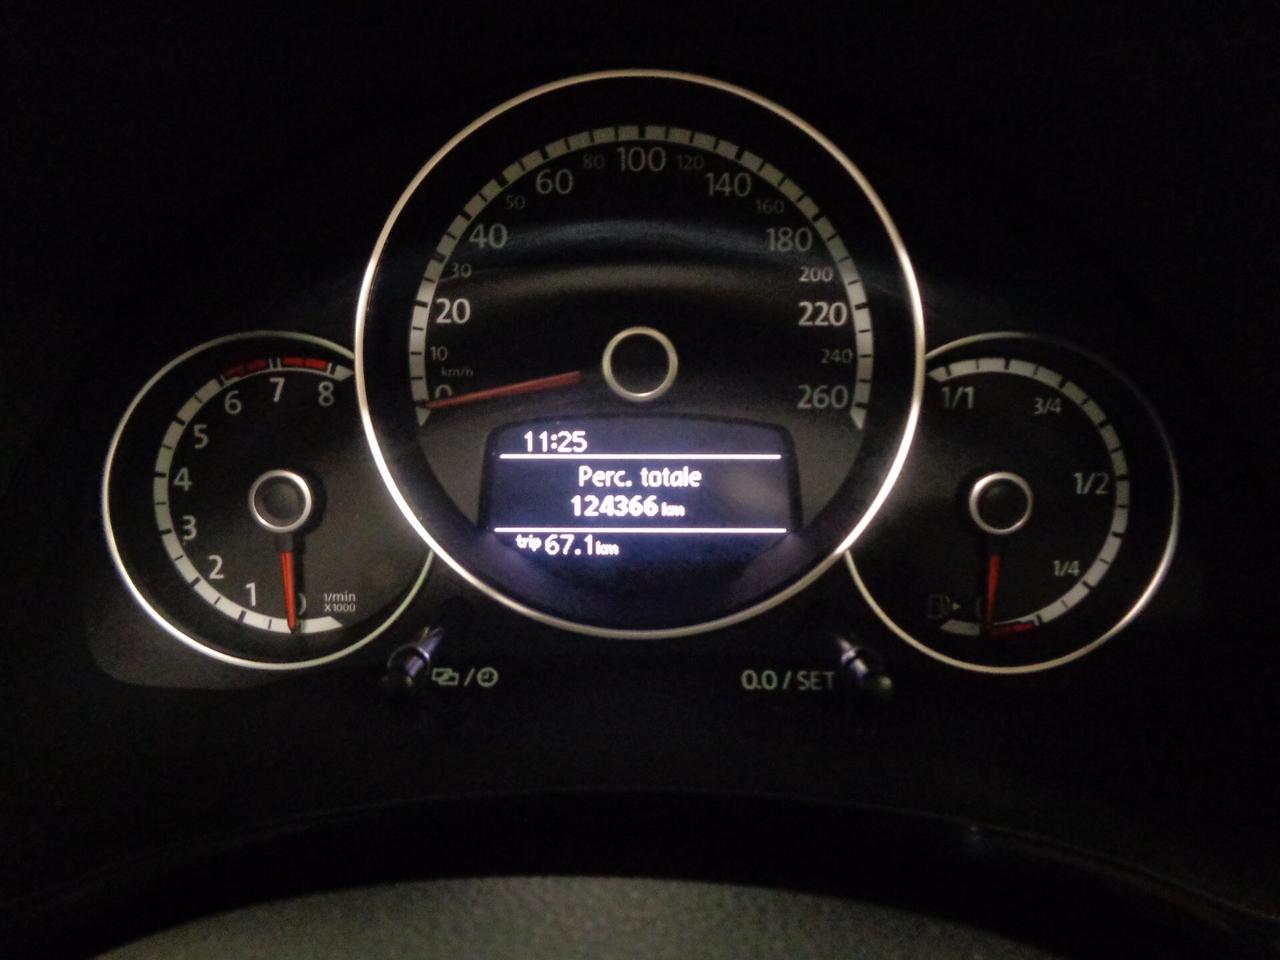 80 100 120
60 140
50 160
40 180
30 200
20 220
10 240
km/h
0 260
6 7 8
5
4
3
2
1
1/min
X1000
11:25
Perc. totale
124366 km
trip 67.1 km
1/1
3/4
1/2
1/4
0.0 / SET